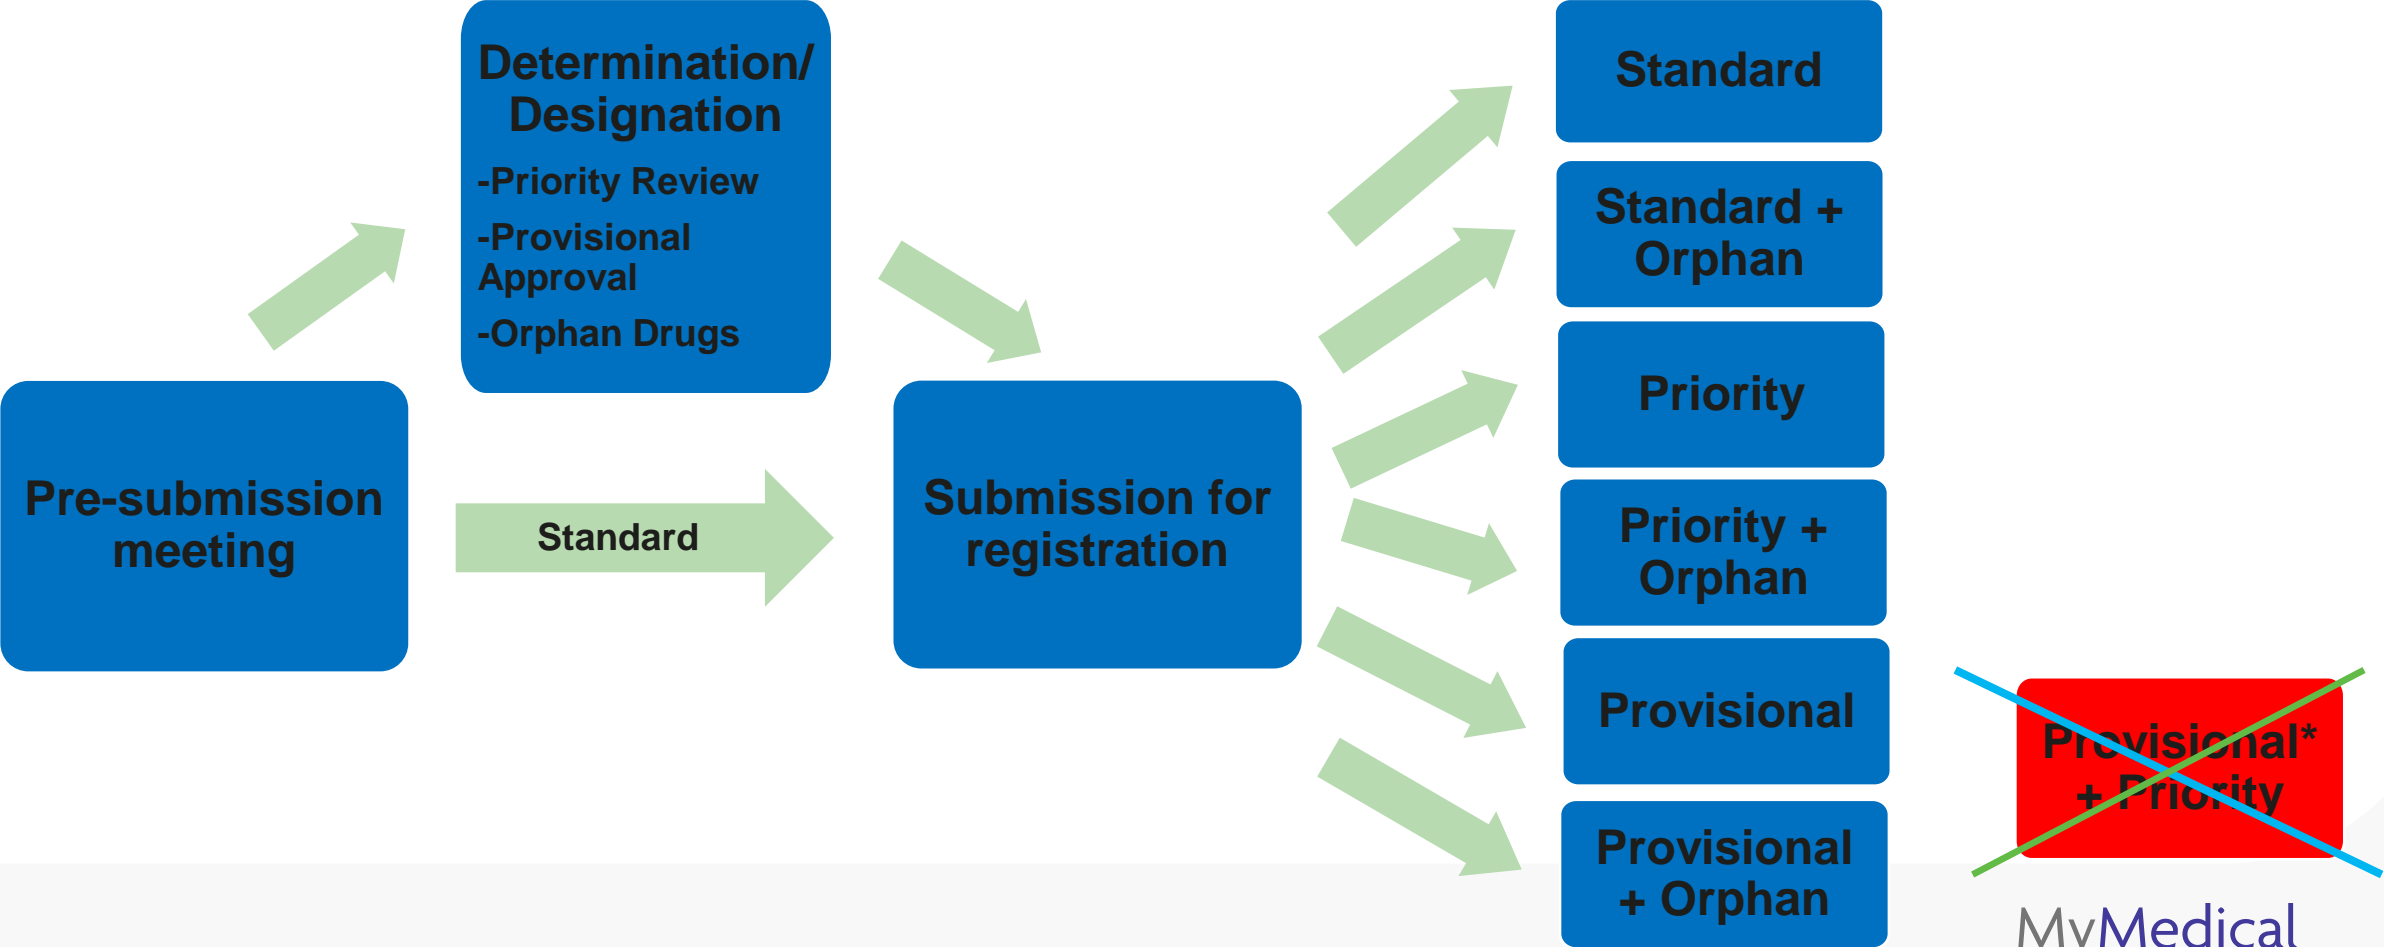 Determination/
Designation
-Priority Review
-Provisional
Approval
-Orphan Drugs
Pre-submission
meeting
Standard
Submission for
registration
Standard
Standard +
Orphan
Priority
Priority +
Orphan
Provisional
Provisional
+ Orphan
Provisional*
+ Priority
MyMedical